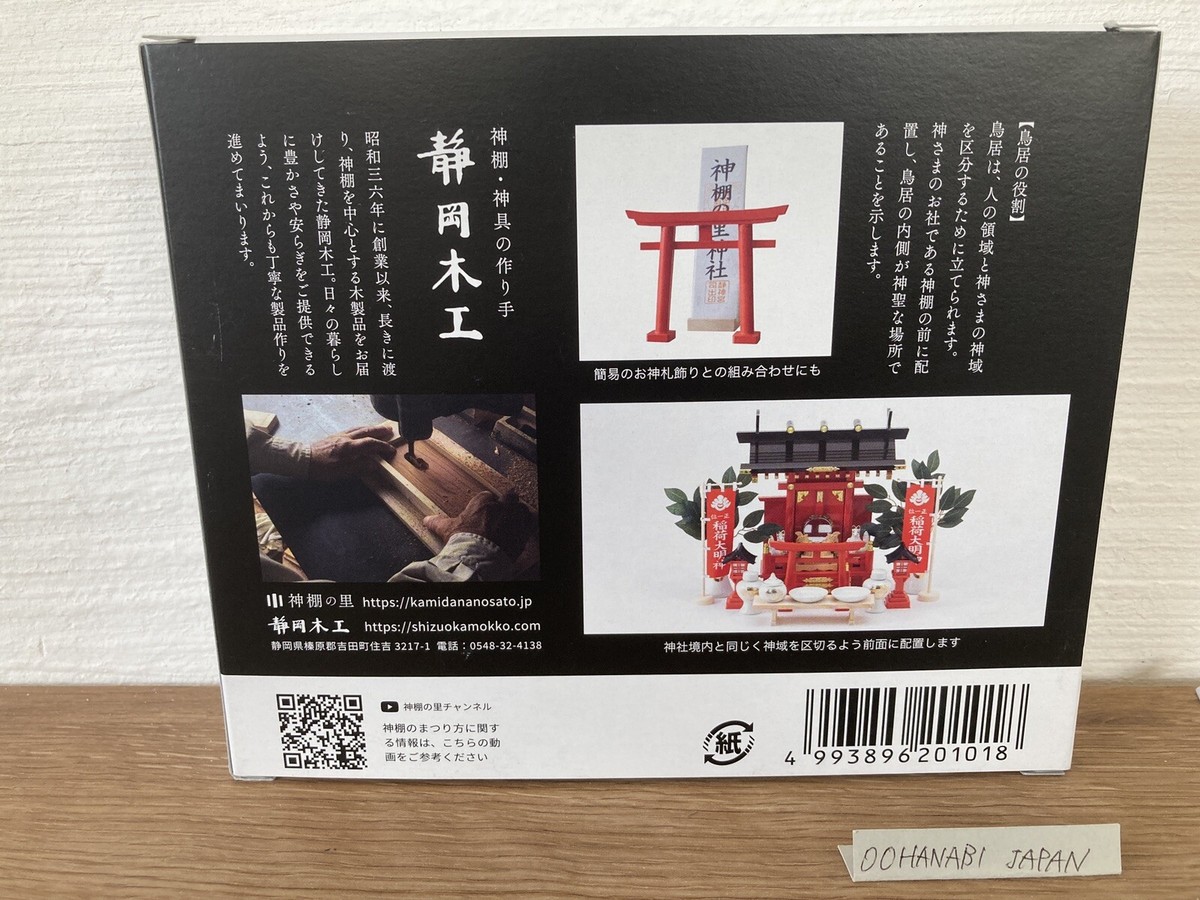 【鳥居の役割】
鳥居は、人の領域と神さまの神域
を区分するために立てられます。
神さまのお社である神棚の前に配
置し、鳥居の内側が神聖な場所で
あることを示します。
神棚の里神社
簡易のお神札飾りとの組み合わせにも
正一位
稲荷大明神
正一位
稲荷大明神
神社境内と同じく神域を区切るよう前面に配置します
神棚・神具の作り手
静岡木工
昭和三六年に創業以来、長きに渡
り、神棚を中心とする木製品をお届
けしてきた静岡木工。日々の暮らし
に豊かさや安らぎをご提供できる
よう、これからも丁寧な製品作りを
進めてまいります。
神棚の里 https://kamidananosato.jp
静岡木工 https://shizuokamokko.com
静岡県榛原郡吉田町住吉 3217-1 電話：0548-32-4138
神棚の里チャンネル
神棚のまつり方に関す
る情報は、こちらの動
画をご参考ください
紙
4 993896 201018
OOHANABI JAPAN